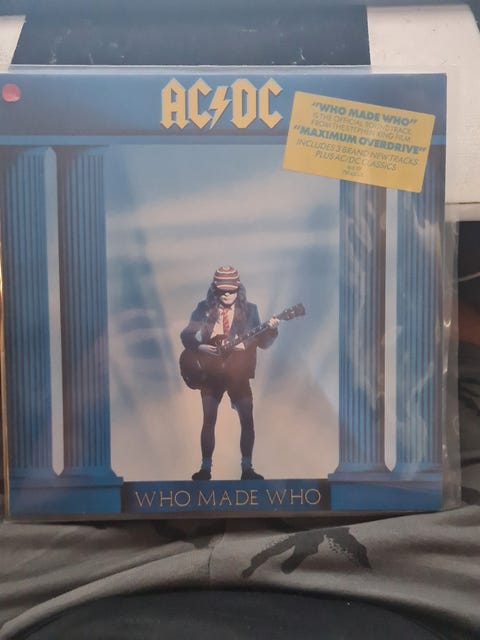 AC⚡DC
"WHO MADE WHO"
IS THE OFFICIAL SOUNDTRACK
FROM THE STEPHEN KING FILM
"MAXIMUM OVERDRIVE"
INCLUDES 3 BRAND NEW TRACKS
PLUS AC/DC CLASSICS
WHO MADE WHO